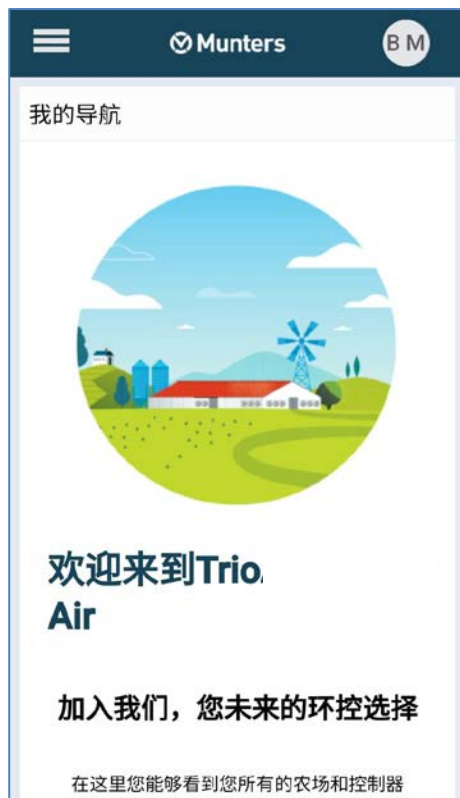 Munters
B M
我的导航
欢迎来到Trio
Air
加入我们，您未来的环控选择
在这里您能够看到您所有的农场和控制器